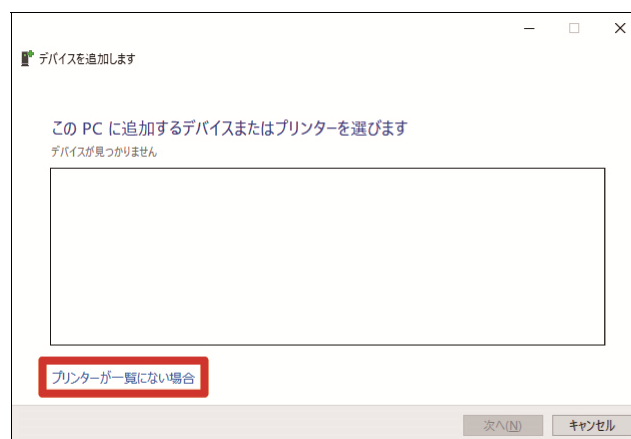 デバイスを追加します
この PC に追加するデバイスまたはプリンターを選びます
デバイスが見つかりません
プリンターが一覧にない場合
次へ(N) キャンセル